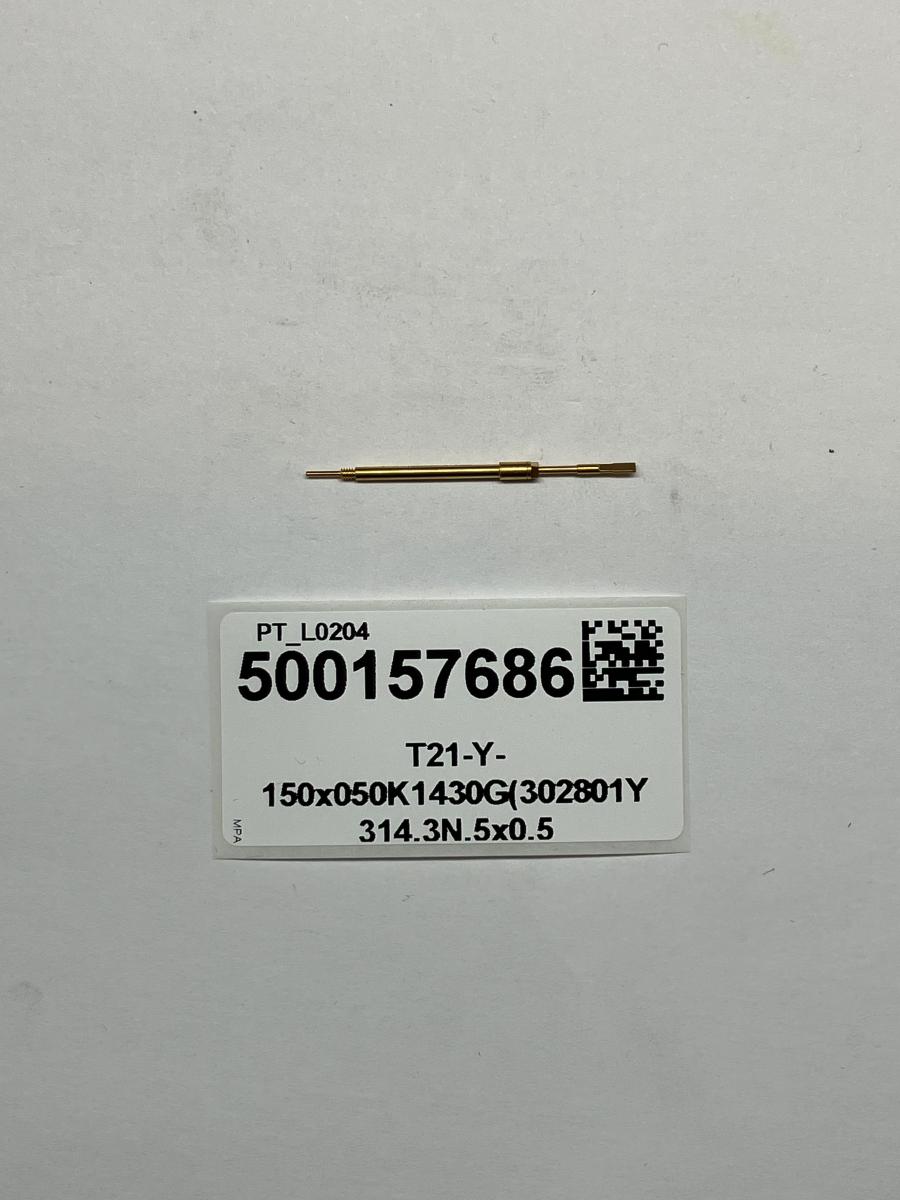 PT_L0204
500157686
T21-Y-
150x050K1430G(302801Y
314.3N.5x0.5
MPA